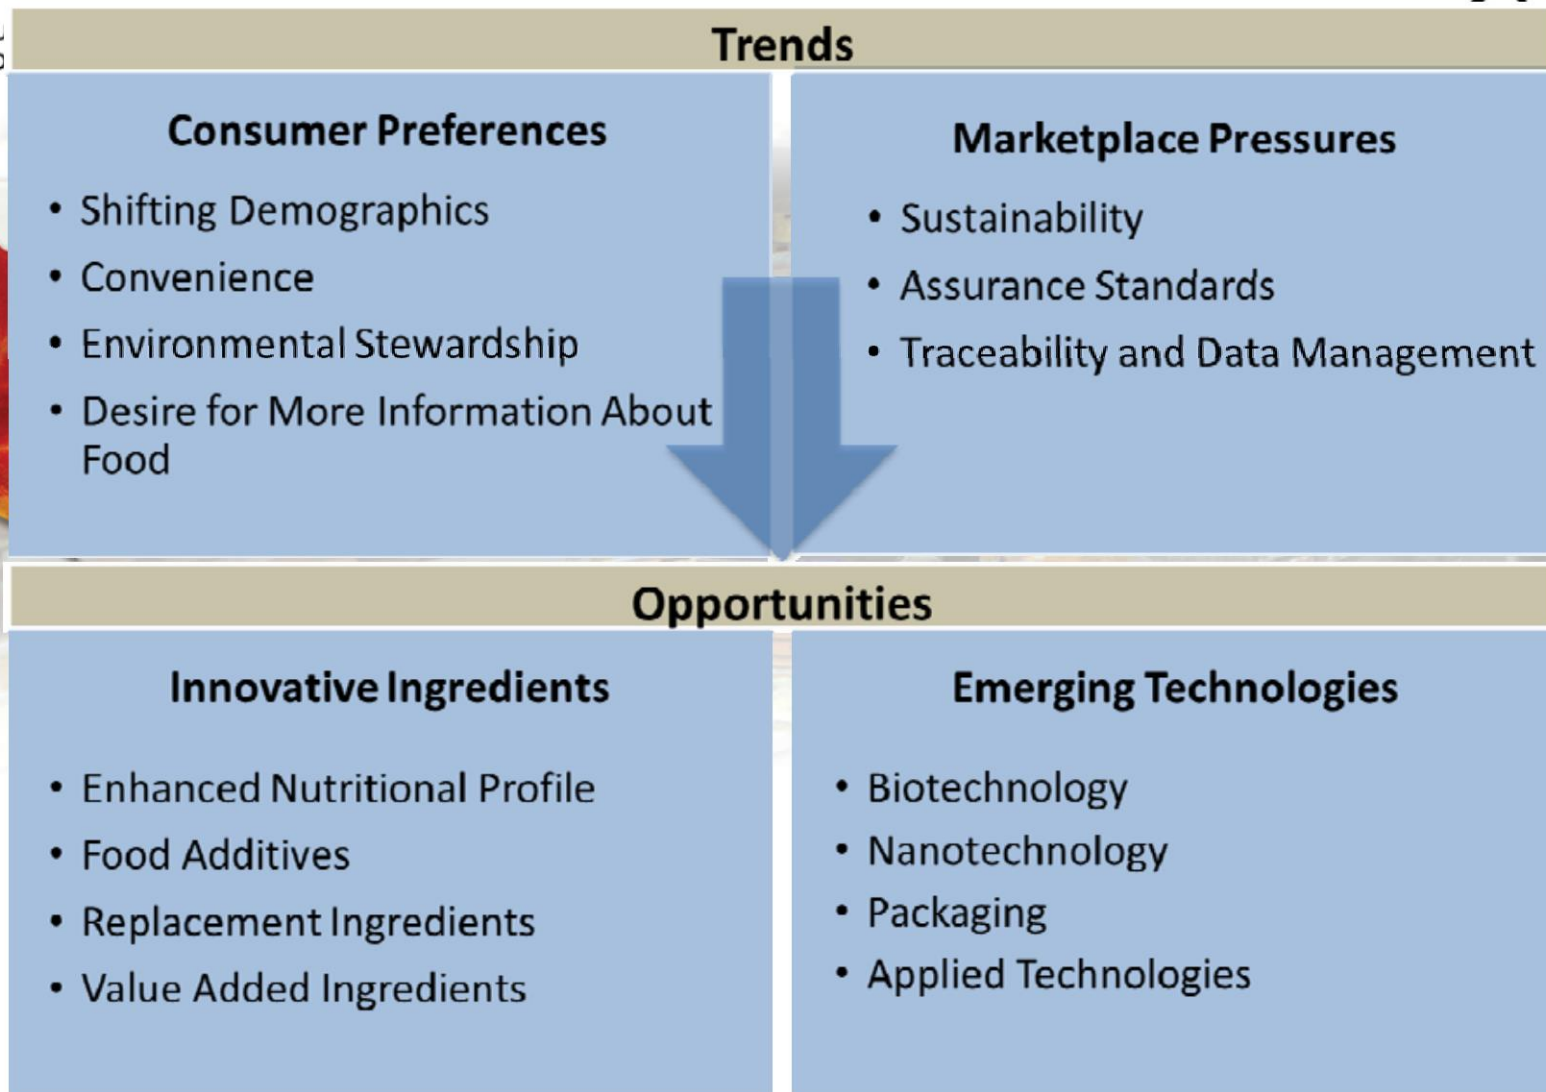 Trends
Consumer Preferences
• Shifting Demographics
• Convenience
• Environmental Stewardship
• Desire for More Information About
Food
Marketplace Pressures
• Sustainability
• Assurance Standards
• Traceability and Data Management
Opportunities
Innovative Ingredients
• Enhanced Nutritional Profile
• Food Additives
• Replacement Ingredients
• Value Added Ingredients
Emerging Technologies
• Biotechnology
• Nanotechnology
• Packaging
• Applied Technologies